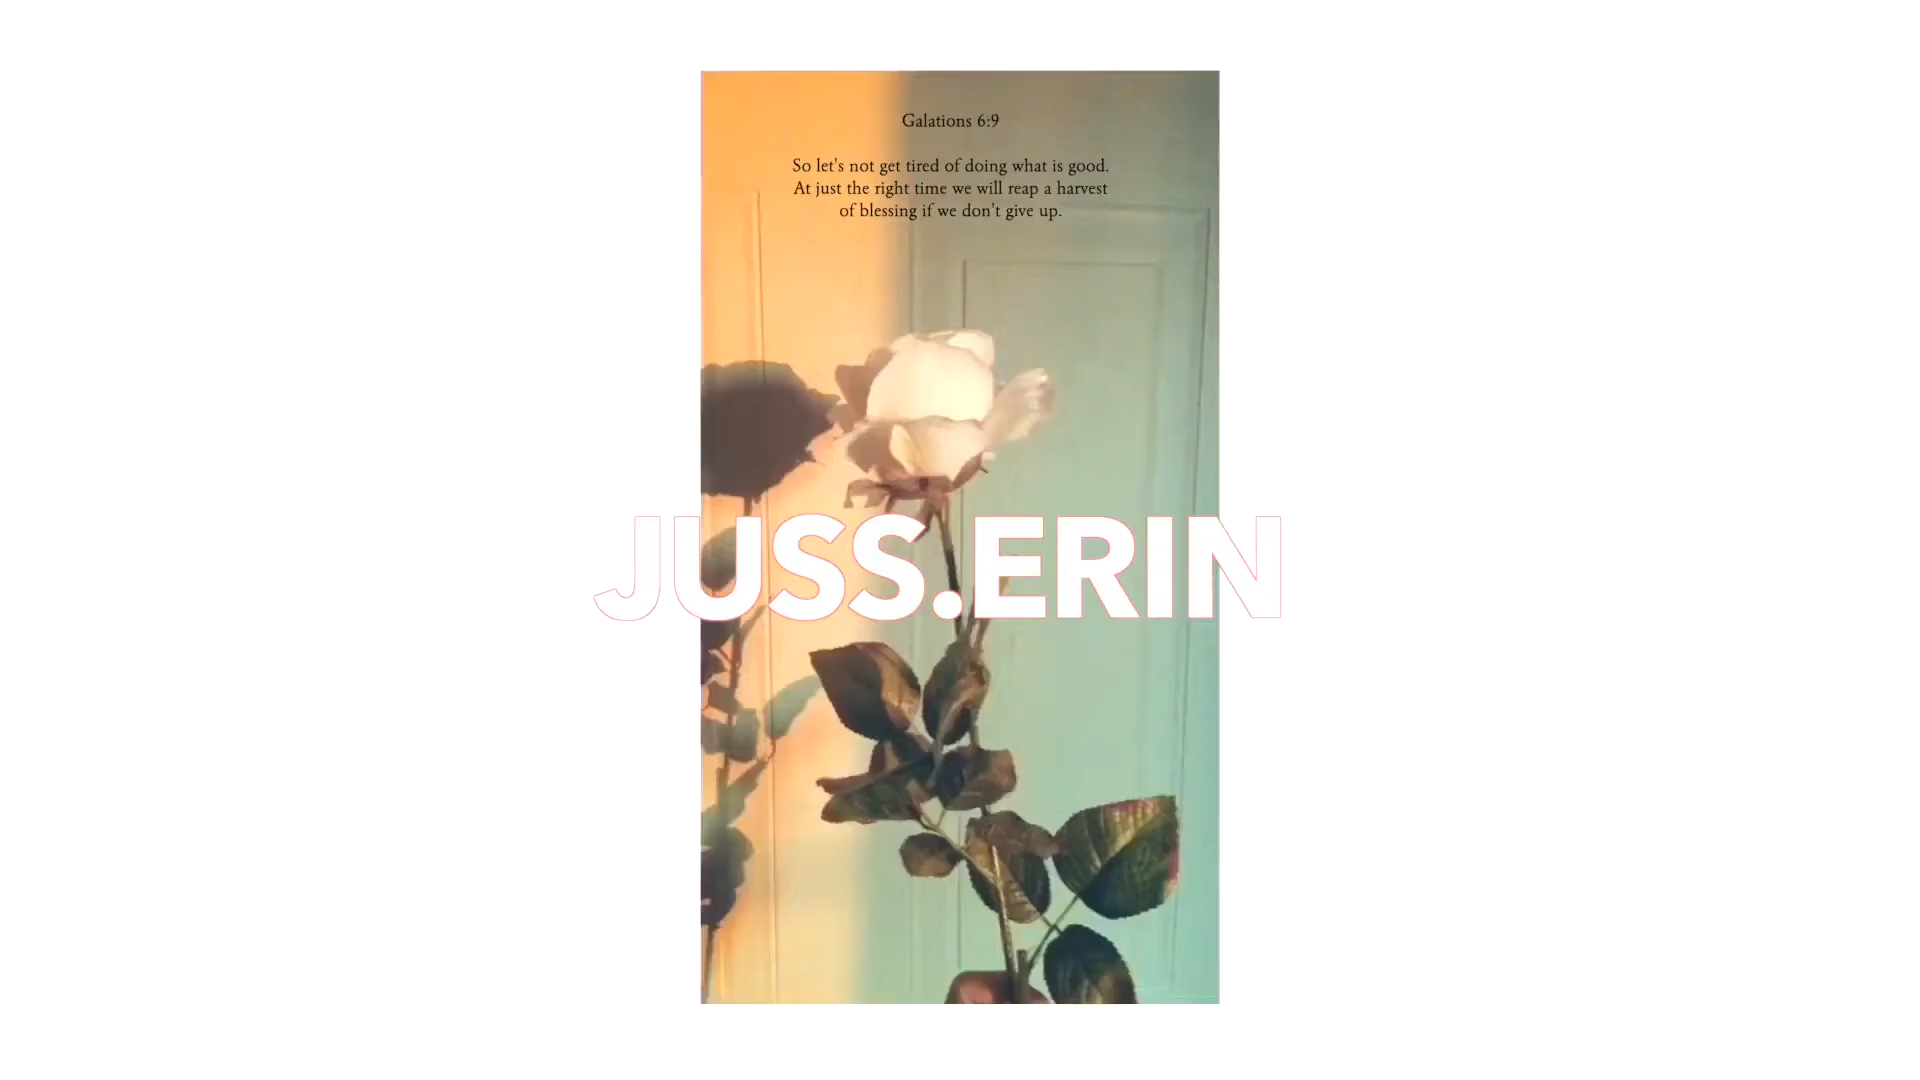 Galations 6:9
So let's not get tired of doing what is good.
At just the right time we will reap a harvest
of blessing if we don't give up.
JUSS.ERIN